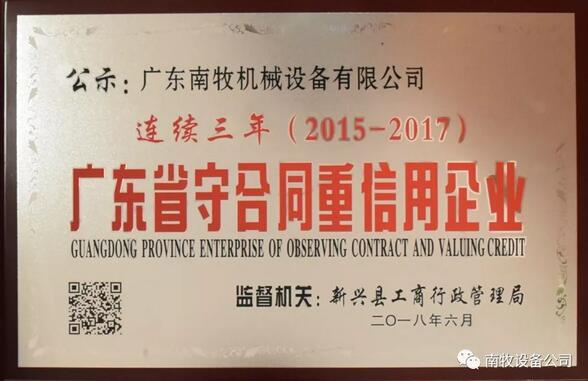 公示：广东南牧机械设备有限公司
连续三年（2015-2017）
广东省守合同重信用企业
GUANGDONG PROVINCE ENTERPRISE OF OBSERVING CONTRACT AND VALUING CREDIT
监督机关：新兴县工商行政管理局
二〇一八年六月
南牧设备公司